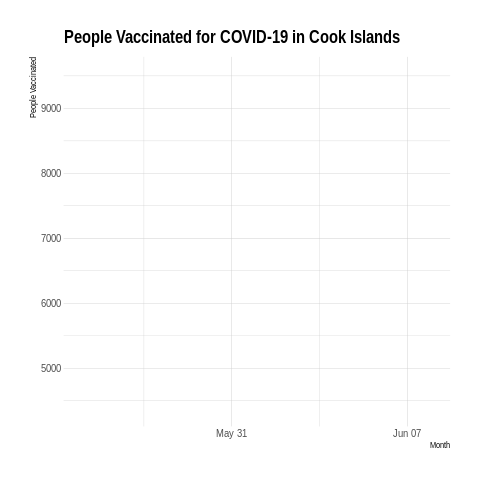 People Vaccinated for COVID-19 in Cook Islands
People Vaccinated
9000
8000
7000
6000
5000
May 31
Jun 07
Month